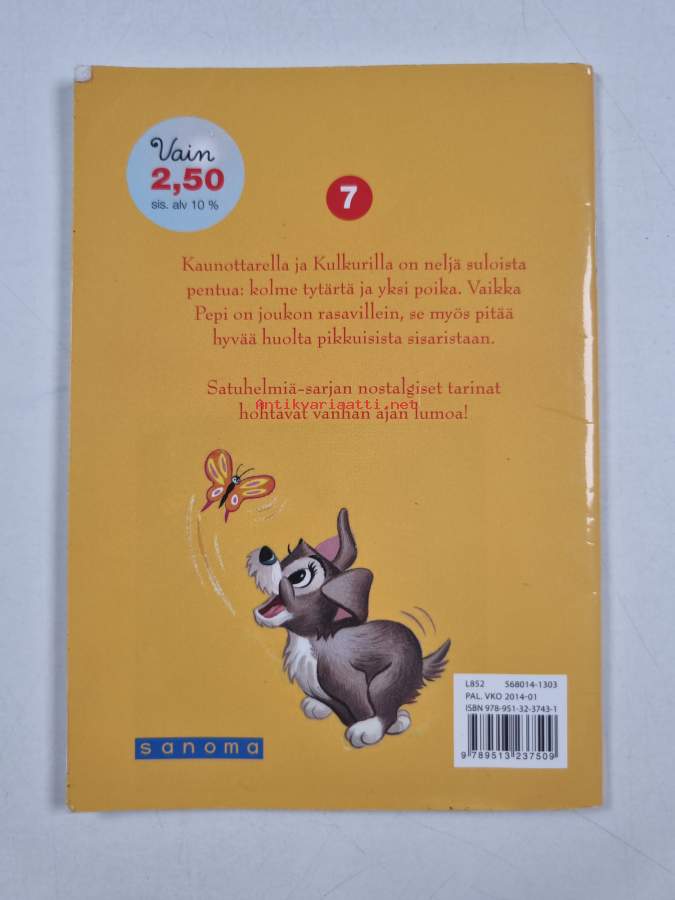 Vain
2,50
sis. alv 10 %
7
Kaunottarella ja Kulkurilla on neljä suloista
pentua: kolme tytärtä ja yksi poika. Vaikka
Pepi on joukon rasavillein, se myös pitää
hyvää huolta pikkuisista sisaristaan.
Satuhelmiä-sarjan nostalgiset tarinat
Antikvariaatti.net
hohtavat vanhan ajan lumoa!
L852 568014-1303
PAL. VKO 2014-01
ISBN 978-951-32-3743-1
9 789513 237509
sanoma